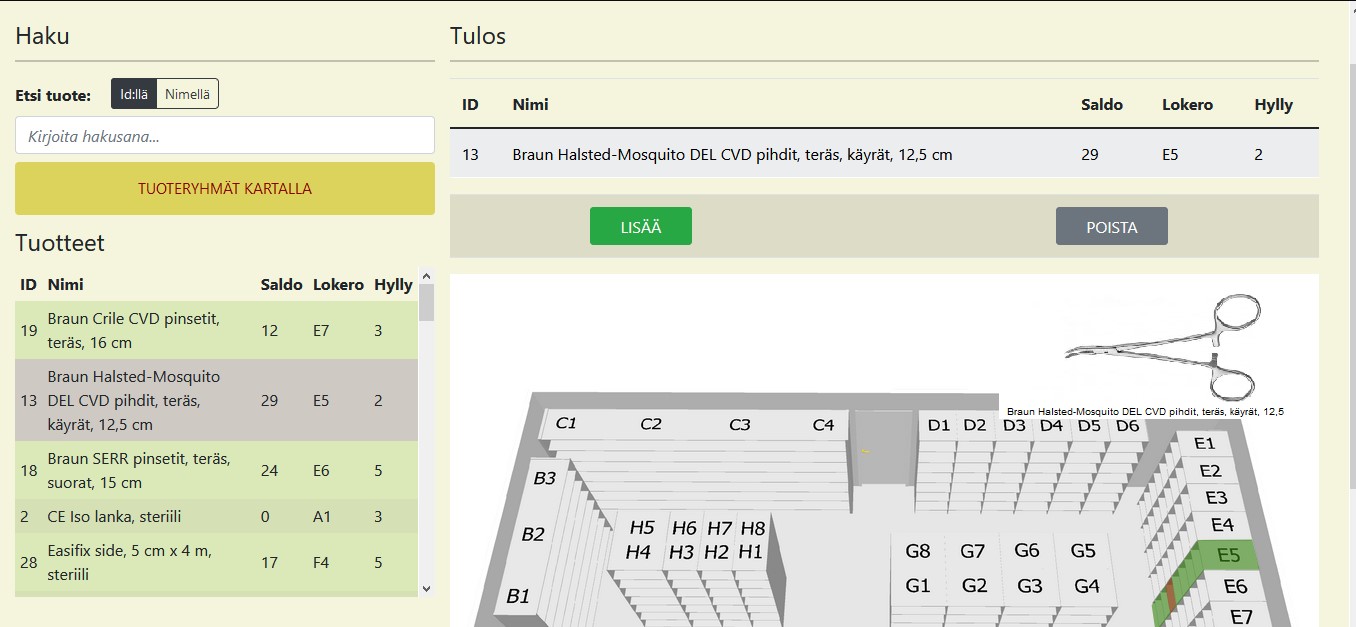 Haku
Etsi tuote: Id:llä Nimellä
Kirjoita hakusana...
TUOTERYHMÄT KARTALLA
Tuotteet
ID Nimi Saldo Lokero Hylly
19 Braun Crile CVD pinsetit, teräs, 16 cm 12 E7 3
13 Braun Halsted-Mosquito DEL CVD pihdit, teräs, käyrät, 12,5 cm 29 E5 2
18 Braun SERR pinsetit, teräs, suorat, 15 cm 24 E6 5
2 CE Iso lanka, steriili 0 A1 3
28 Easifix side, 5 cm x 4 m, steriili 17 F4 5
Tulos
ID Nimi Saldo Lokero Hylly
13 Braun Halsted-Mosquito DEL CVD pihdit, teräs, käyrät, 12,5 cm 29 E5 2
LISÄÄ POISTA
Braun Halsted-Mosquito DEL CVD pihdit, teräs, käyrät, 12,5
C1 C2 C3 C4
D1 D2 D3 D4 D5 D6
B3
B2
B1
H5 H6 H7 H8
H4 H3 H2 H1
G8 G7 G6 G5
G1 G2 G3 G4
E1
E2
E3
E4
E5
E6
E7